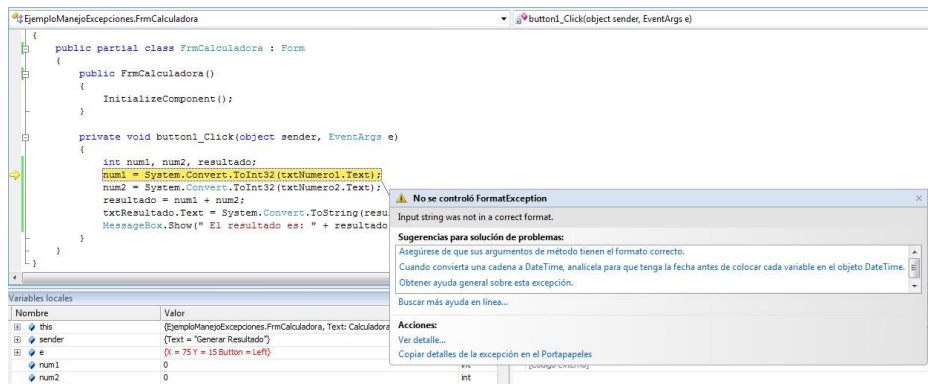 EjemploManejoExcepciones.FrmCalculadora
button1_Click(object sender, EventArgs e)
{
public partial class FrmCalculadora : Form
{
public FrmCalculadora()
{
InitializeComponent();
}
private void button1_Click(object sender, EventArgs e)
{
int num1, num2, resultado;
num1 = System.Convert.ToInt32(txtNumero1.Text);
num2 = System.Convert.ToInt32(txtNumero2.Text);
resultado = num1 + num2;
txtResultado.Text = System.Convert.ToString(resu
MessageBox.Show(" El resultado es: " + resultado
}
}
}
No se controló FormatException
Input string was not in a correct format.
Sugerencias para solución de problemas:
Asegúrese de que sus argumentos de método tienen el formato correcto.
Cuando convierta una cadena a DateTime, analícela para que tenga la fecha antes de colocar cada variable en el objeto DateTime.
Obtener ayuda general sobre esta excepción.
Buscar más ayuda en línea...
Acciones:
Ver detalle...
Copiar detalles de la excepción en el Portapapeles
Variables locales
Nombre Valor
this {EjemploManejoExcepciones.FrmCalculadora, Text: Calculadora
sender {Text = "Generar Resultado"}
e {X = 75 Y = 15 Button = Left}
num1 0 int
num2 0 int